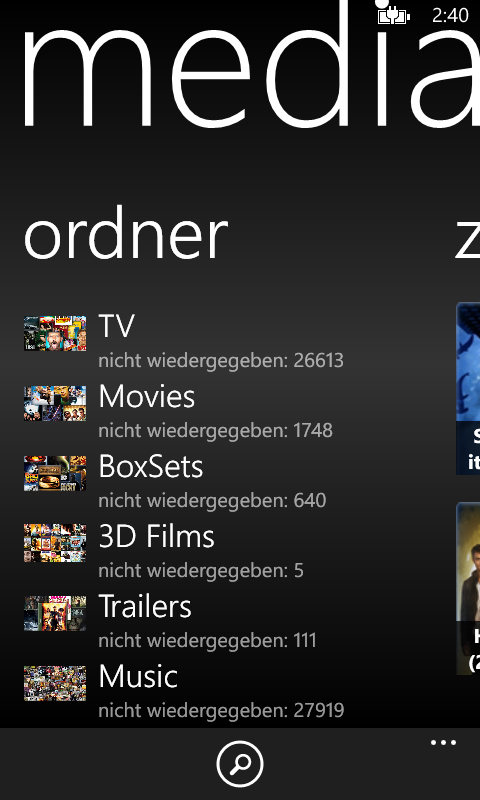 2:40
media
ordner
z
TV
nicht wiedergegeben: 26613
Movies
nicht wiedergegeben: 1748
BoxSets
nicht wiedergegeben: 640
3D Films
nicht wiedergegeben: 5
Trailers
nicht wiedergegeben: 111
Music
nicht wiedergegeben: 27919
S
it
(2